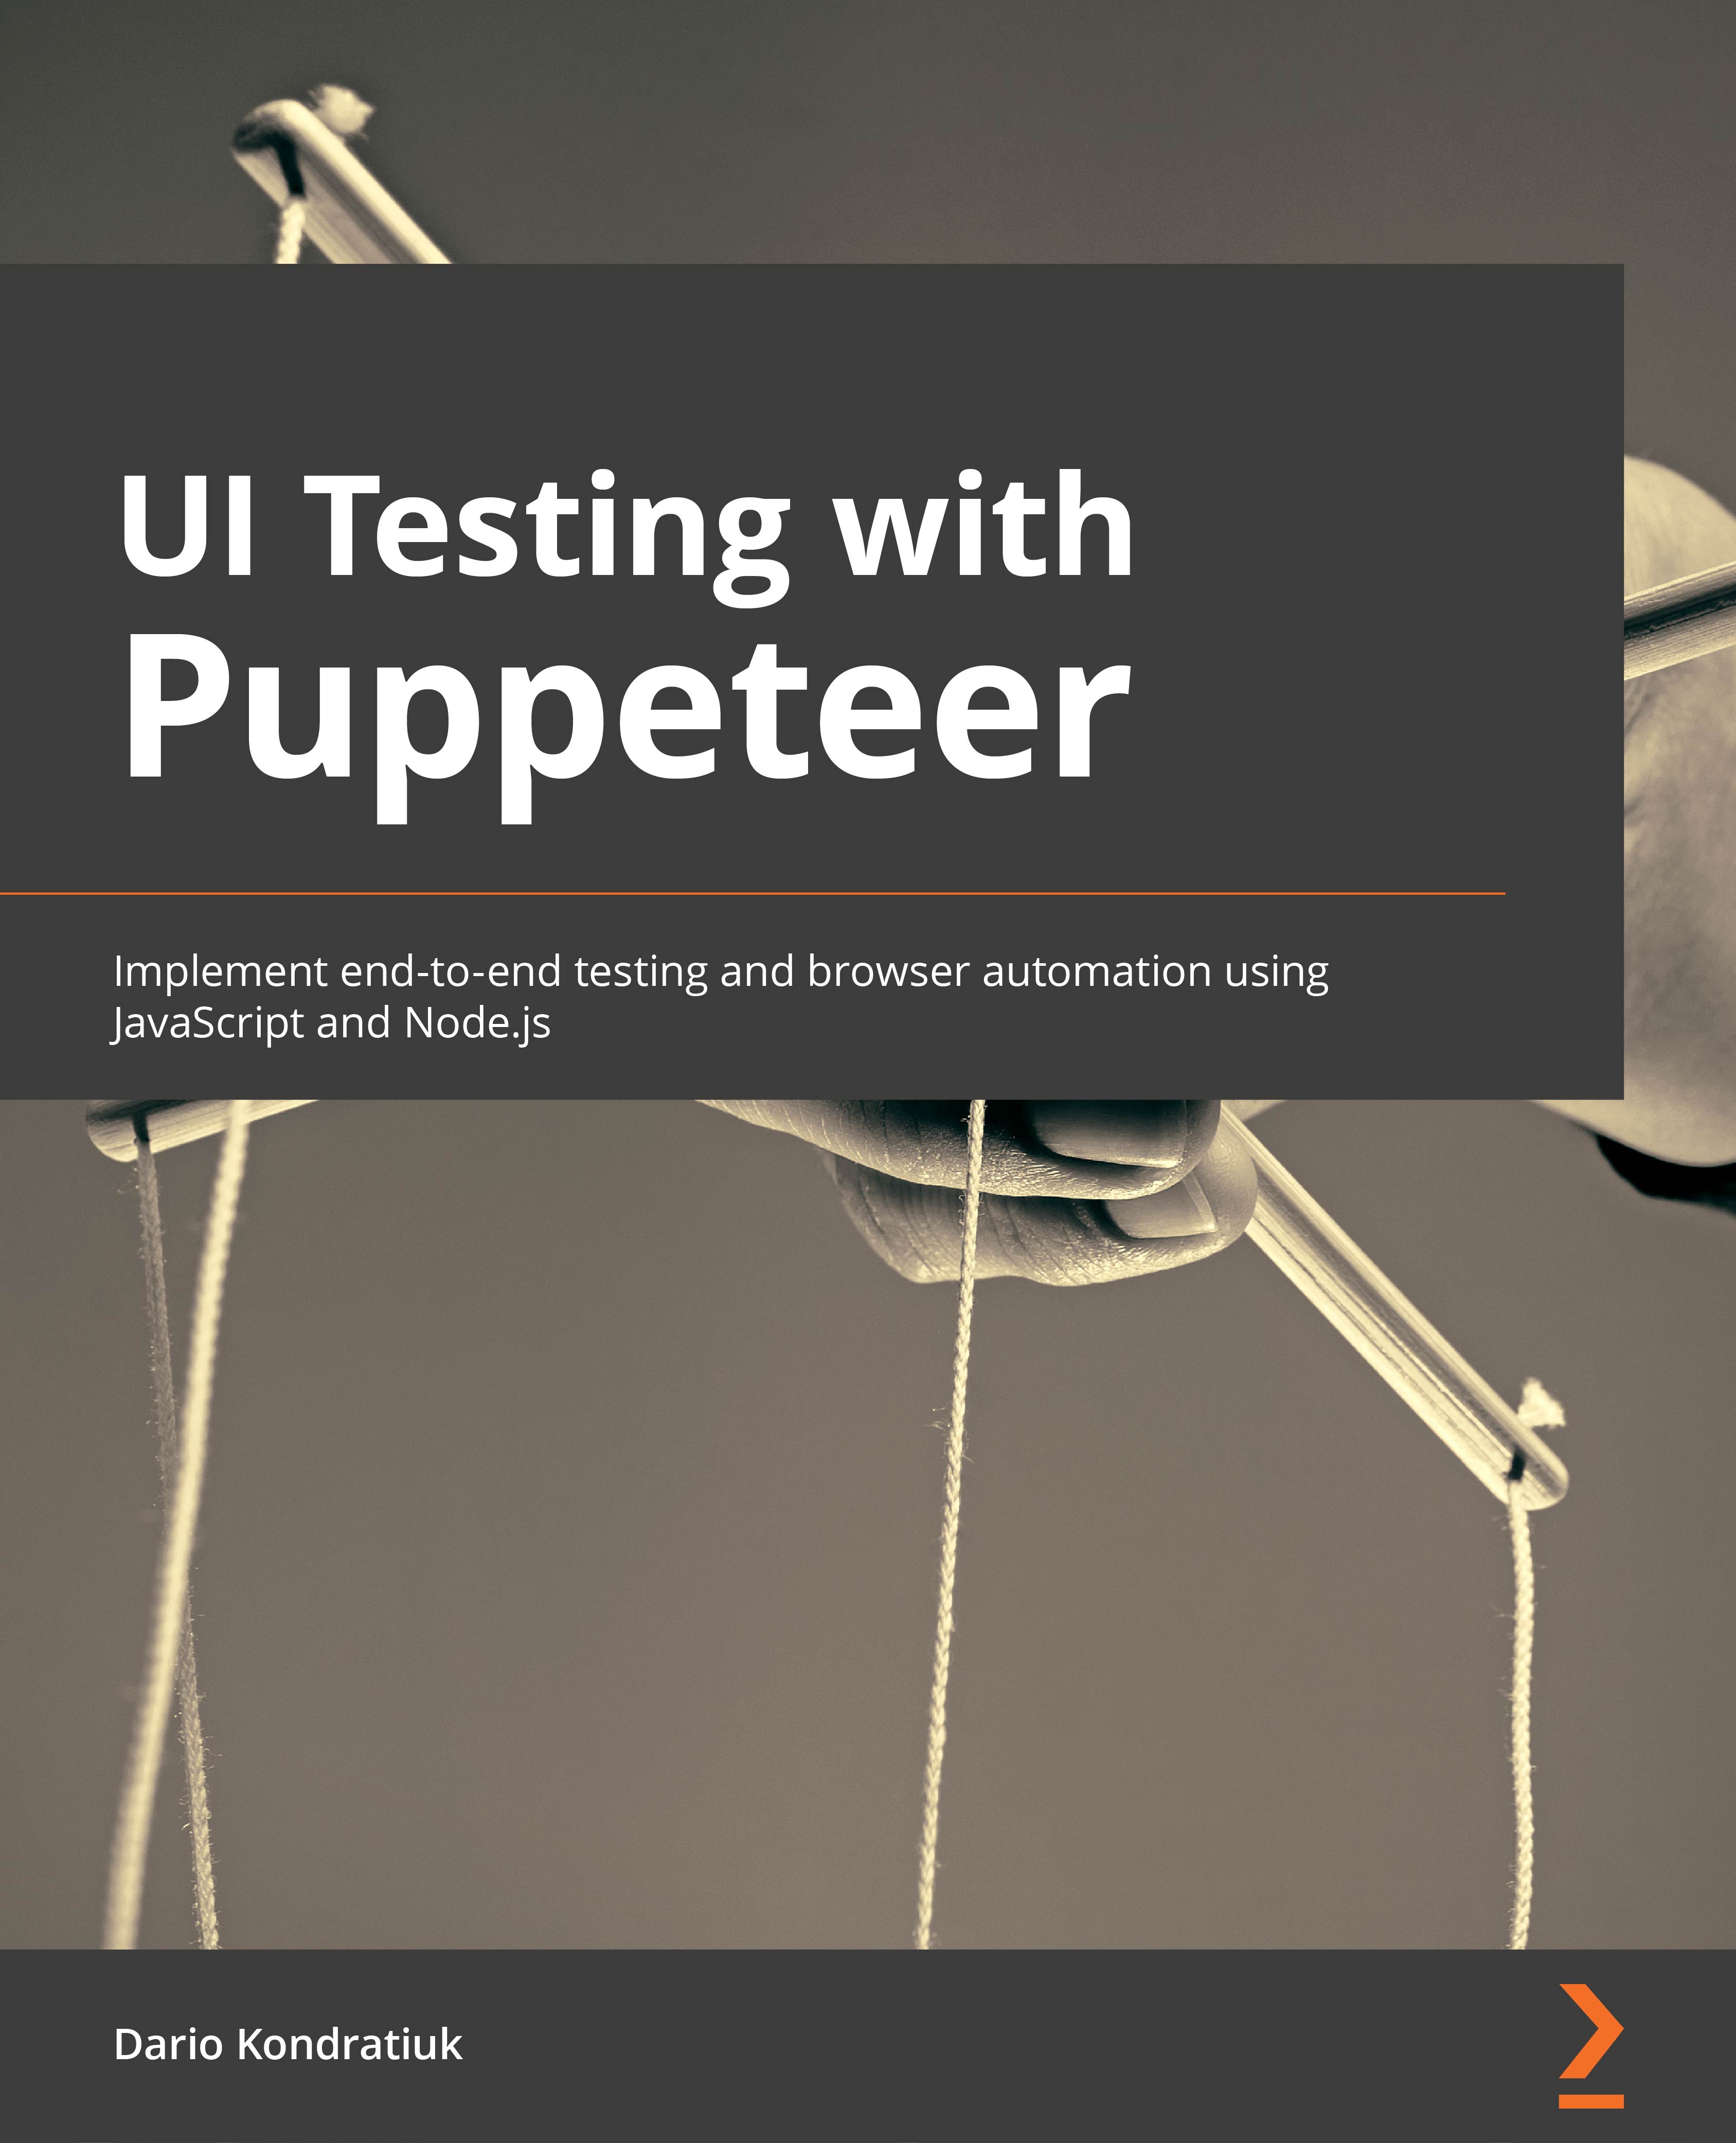 UI Testing with
Puppeteer
Implement end-to-end testing and browser automation using
JavaScript and Node.js
Dario Kondratiuk